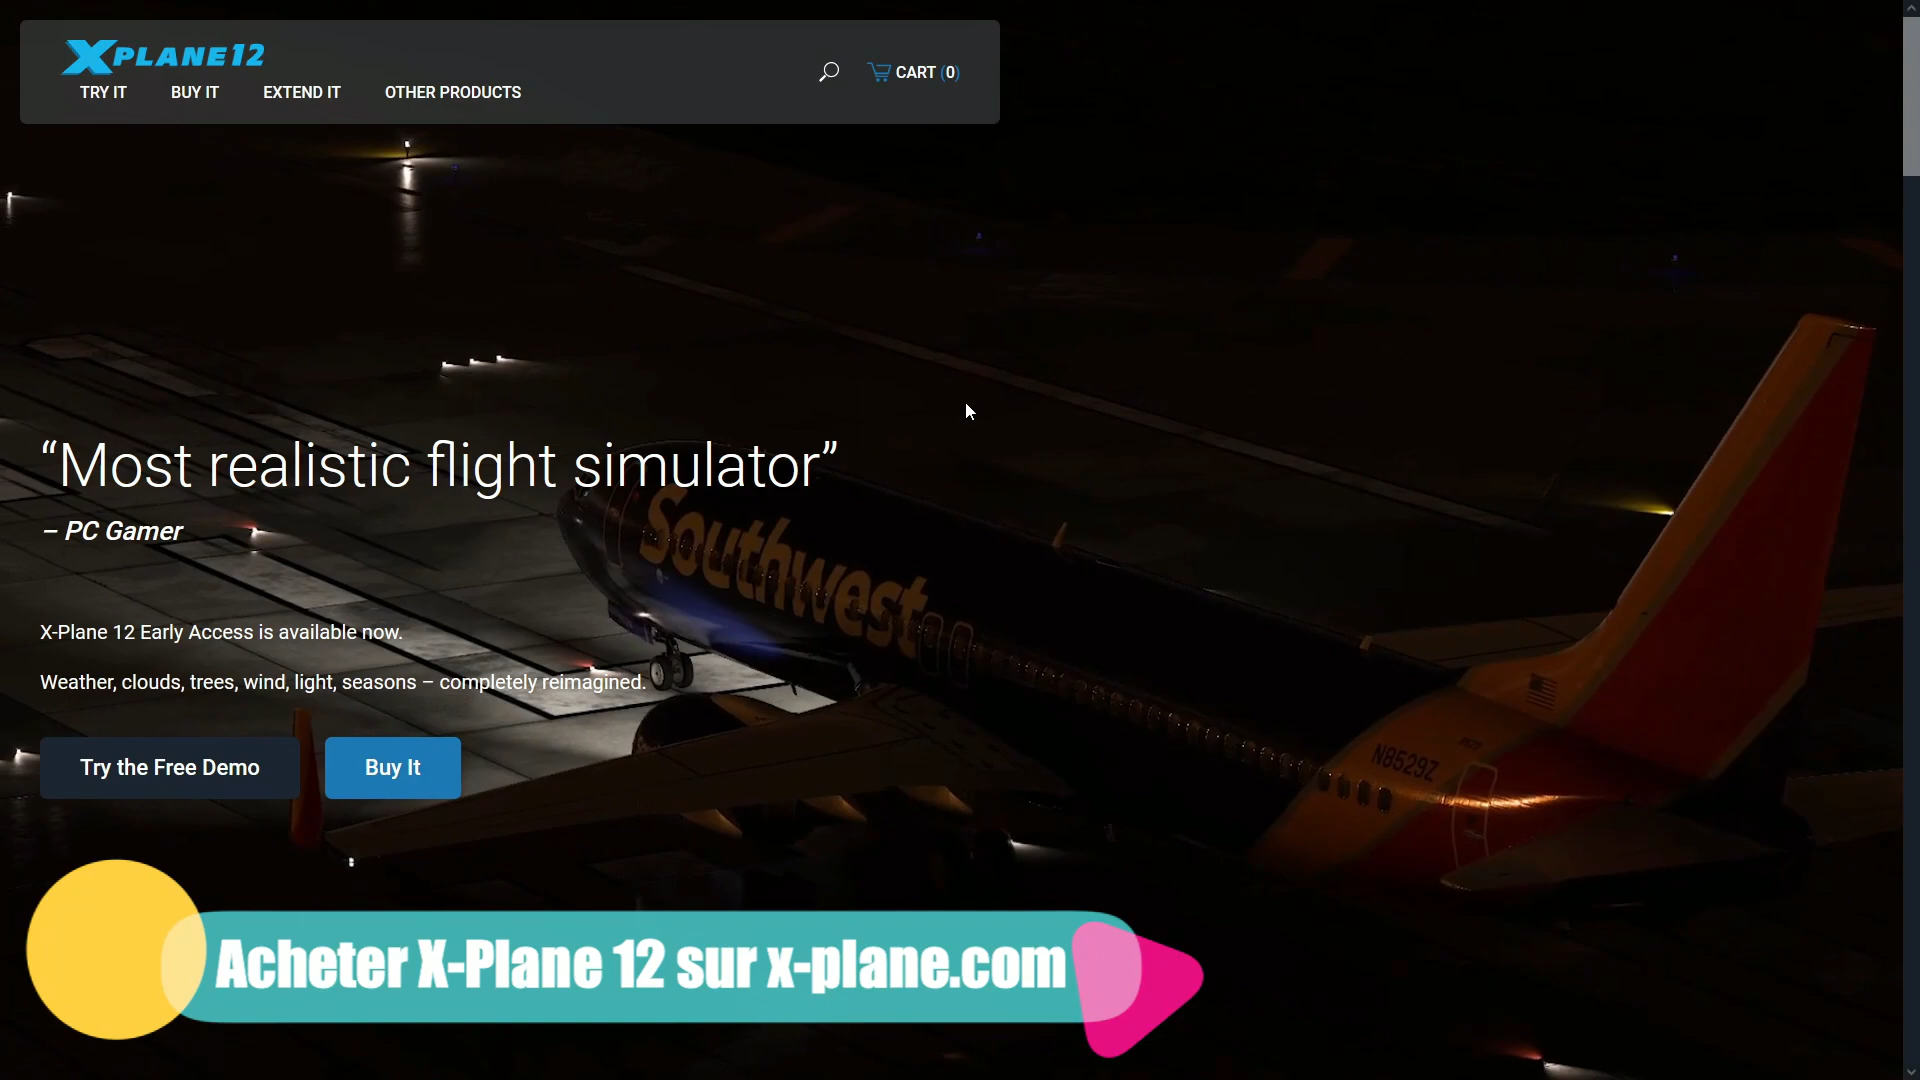 XPLANE12
TRY IT
BUY IT
EXTEND IT
OTHER PRODUCTS
CART (0)
“Most realistic flight simulator”
– PC Gamer
X-Plane 12 Early Access is available now.
Weather, clouds, trees, wind, light, seasons – completely reimagined.
Try the Free Demo
Buy It
Southwest
N8529Z
Acheter X-Plane 12 sur x-plane.com